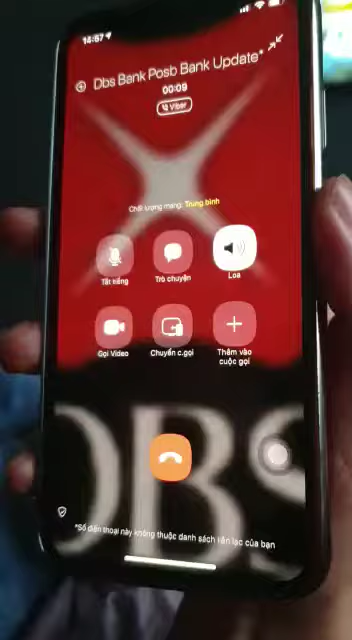 14:57
Dbs Bank Posb Bank Update*
00:09
Viber
Chất lượng mạng: Trung bình
Tắt tiếng
Trò chuyện
Loa
Gọi Video
Chuyển c.gọi
Thêm vào cuộc gọi
DBS
*Số điện thoại này không thuộc danh sách liên lạc của bạn